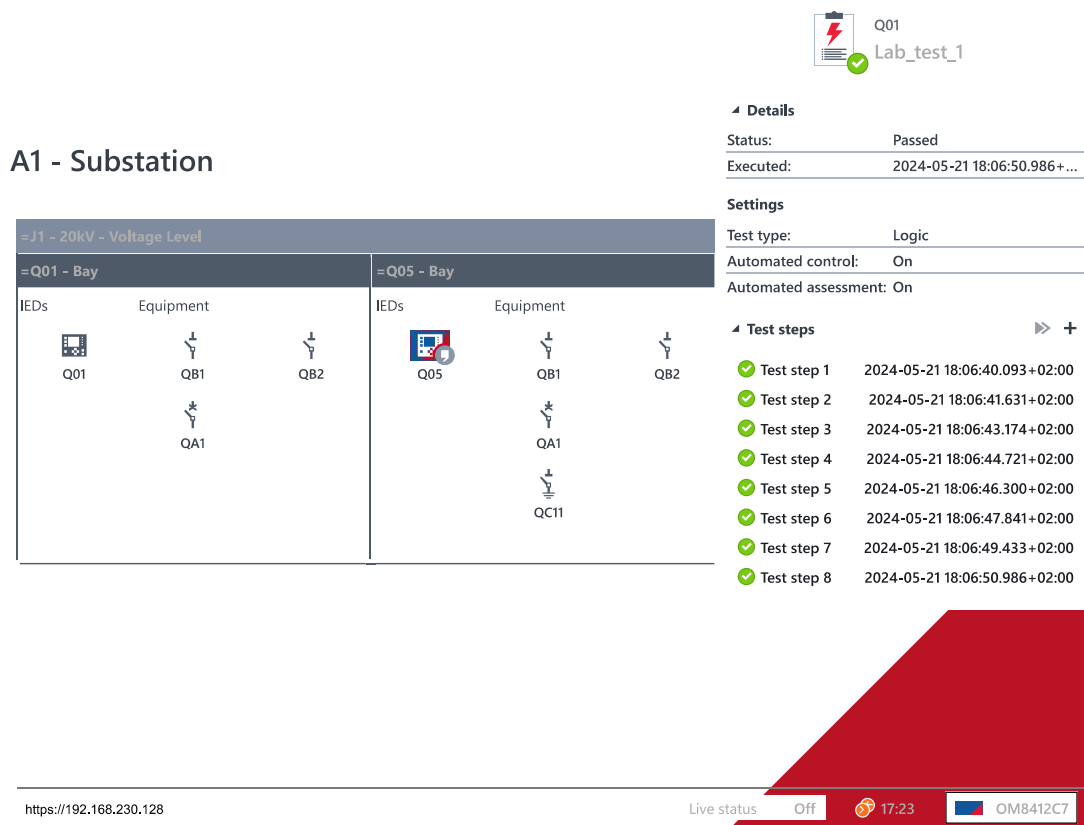 Q01
Lab_test_1
Details
Status: Passed
Executed: 2024-05-21 18:06:50.986+...
Settings
Test type: Logic
Automated control: On
Automated assessment: On
Test steps
Test step 1 2024-05-21 18:06:40.093+02:00
Test step 2 2024-05-21 18:06:41.631+02:00
Test step 3 2024-05-21 18:06:43.174+02:00
Test step 4 2024-05-21 18:06:44.721+02:00
Test step 5 2024-05-21 18:06:46.300+02:00
Test step 6 2024-05-21 18:06:47.841+02:00
Test step 7 2024-05-21 18:06:49.433+02:00
Test step 8 2024-05-21 18:06:50.986+02:00
A1 - Substation
=J1 - 20kV - Voltage Level
=Q01 - Bay
IEDs Equipment
Q01 QB1 QB2
QA1
=Q05 - Bay
IEDs Equipment
Q05 QB1 QB2
QA1
QC11
https://192.168.230.128
Live status Off 17:23 OM8412C7